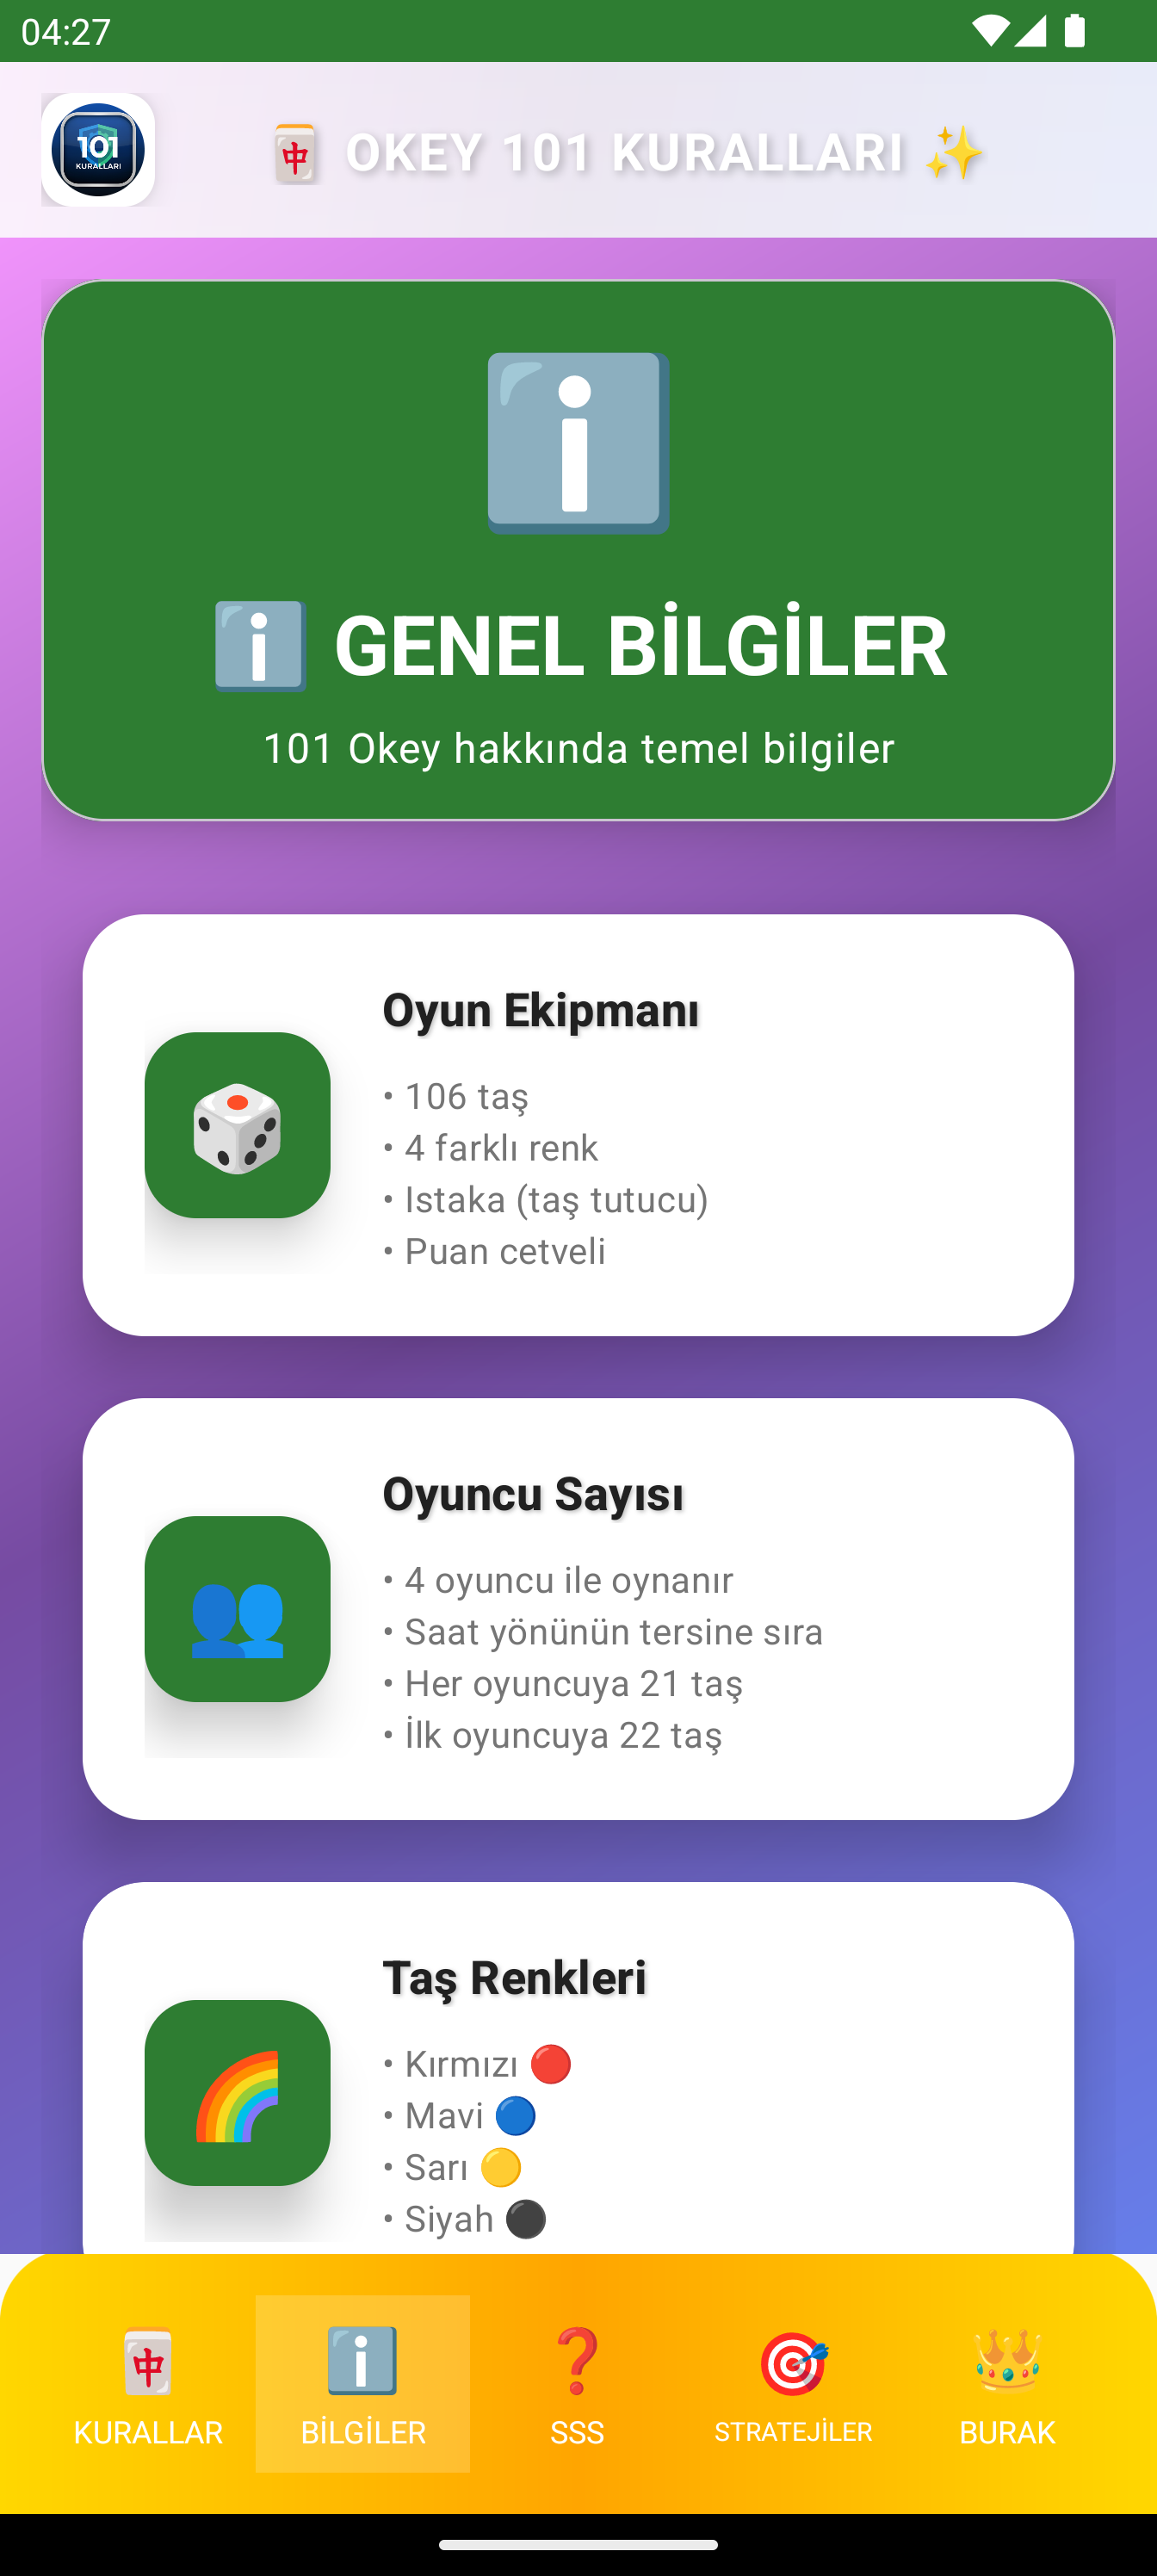 04:27
101
KURALLARI
OKEY 101 KURALLARI ✨
ℹ️ GENEL BİLGİLER
101 Okey hakkında temel bilgiler
Oyun Ekipmanı
• 106 taş
• 4 farklı renk
• Istaka (taş tutucu)
• Puan cetveli
Oyuncu Sayısı
• 4 oyuncu ile oynanır
• Saat yönünün tersine sıra
• Her oyuncuya 21 taş
• İlk oyuncuya 22 taş
Taş Renkleri
• Kırmızı 🔴
• Mavi 🔵
• Sarı 🟡
• Siyah ⚫
KURALLAR
BİLGİLER
SSS
STRATEJİLER
BURAK